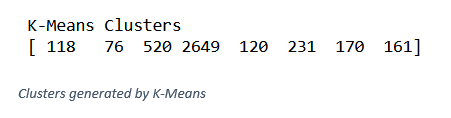 K-Means Clusters
[ 118   76  520 2649  120  231  170  161]
Clusters generated by K-Means